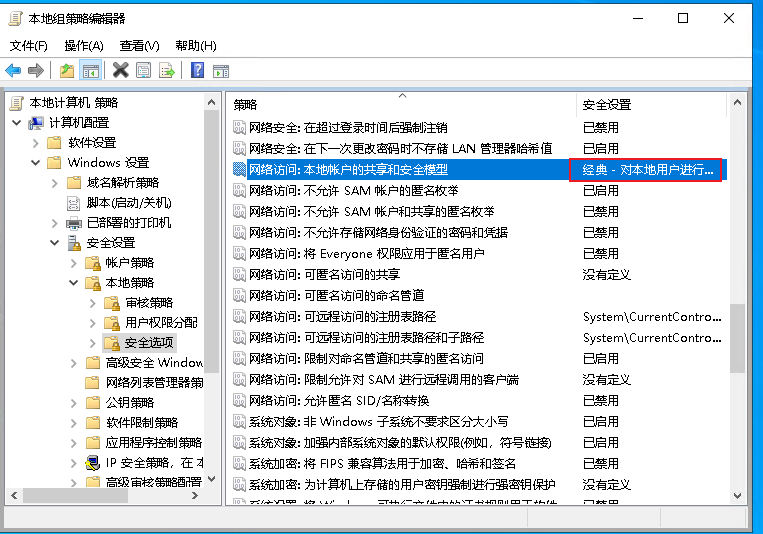 本地组策略编辑器
文件(F) 操作(A) 查看(V) 帮助(H)
本地计算机 策略
计算机配置
软件设置
Windows 设置
域名解析策略
脚本(启动/关机)
已部署的打印机
安全设置
帐户策略
本地策略
审核策略
用户权限分配
安全选项
高级安全 Window
网络列表管理器策
公钥策略
软件限制策略
应用程序控制策略
IP 安全策略，在 本
高级审核策略配置
策略 安全设置
网络安全: 在超过登录时间后强制注销 已禁用
网络安全: 在下一次更改密码时不存储 LAN 管理器哈希值 已启用
网络访问: 本地帐户的共享和安全模型 经典 - 对本地用户进行...
网络访问: 不允许 SAM 帐户的匿名枚举 已启用
网络访问: 不允许 SAM 帐户和共享的匿名枚举 已禁用
网络访问: 不允许存储网络身份验证的密码和凭据 已禁用
网络访问: 将 Everyone 权限应用于匿名用户 已禁用
网络访问: 可匿名访问的共享 没有定义
网络访问: 可匿名访问的命名管道
网络访问: 可远程访问的注册表路径 System\CurrentContro...
网络访问: 可远程访问的注册表路径和子路径 System\CurrentContro...
网络访问: 限制对命名管道和共享的匿名访问 已启用
网络访问: 限制允许对 SAM 进行远程调用的客户端 没有定义
网络访问: 允许匿名 SID/名称转换 已禁用
系统对象: 非 Windows 子系统不要求区分大小写 已启用
系统对象: 加强内部系统对象的默认权限(例如，符号链接) 已启用
系统加密: 将 FIPS 兼容算法用于加密、哈希和签名 已禁用
系统加密: 为计算机上存储的用户密钥强制进行强密钥保护 没有定义